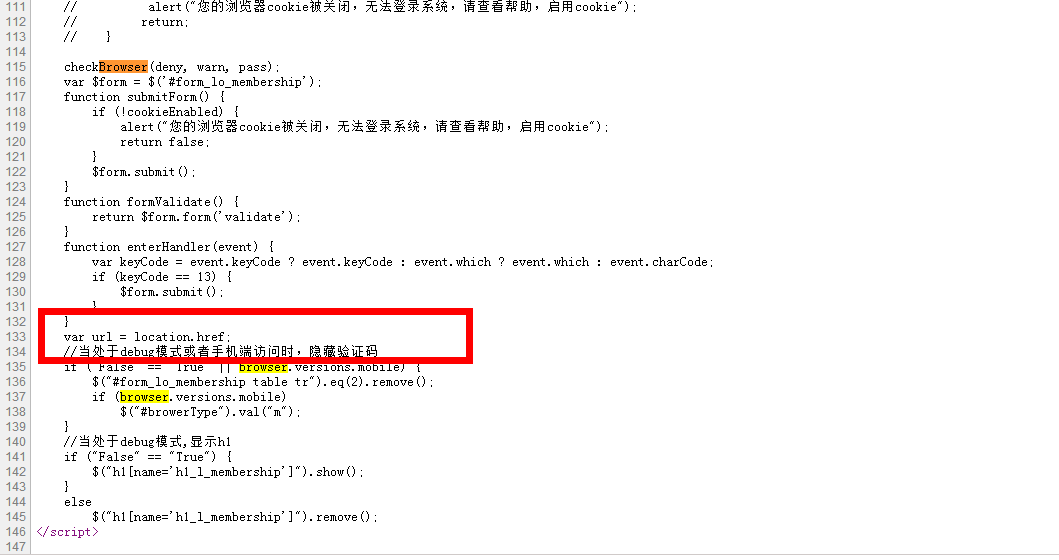 111 //          alert("您的浏览器cookie被关闭，无法登录系统，请查看帮助，启用cookie");
112 //         return;
113 //    }
114
115 checkBrowser(deny, warn, pass);
116 var $form = $('#form_lo_membership');
117 function submitForm() {
118     if (!cookieEnabled) {
119         alert("您的浏览器cookie被关闭，无法登录系统，请查看帮助，启用cookie");
120         return false;
121     }
122     $form.submit();
123 }
124 function formValidate() {
125     return $form.form('validate');
126 }
127 function enterHandler(event) {
128     var keyCode = event.keyCode ? event.keyCode : event.which ? event.which : event.charCode;
129     if (keyCode == 13) {
130         $form.submit();
131     }
132 }
133 var url = location.href;
134 //当处于debug模式或者手机端访问时，隐藏验证码
135 if ("False" == "True" || browser.versions.mobile) {
136     $("#form_lo_membership table tr").eq(2).remove();
137     if (browser.versions.mobile)
138         $("#browerType").val("m");
139 }
140 //当处于debug模式,显示h1
141 if ("False" == "True") {
142     $("h1[name='h1_l_membership']").show();
143 }
144 else
145     $("h1[name='h1_l_membership']").remove();
146 </script>
147